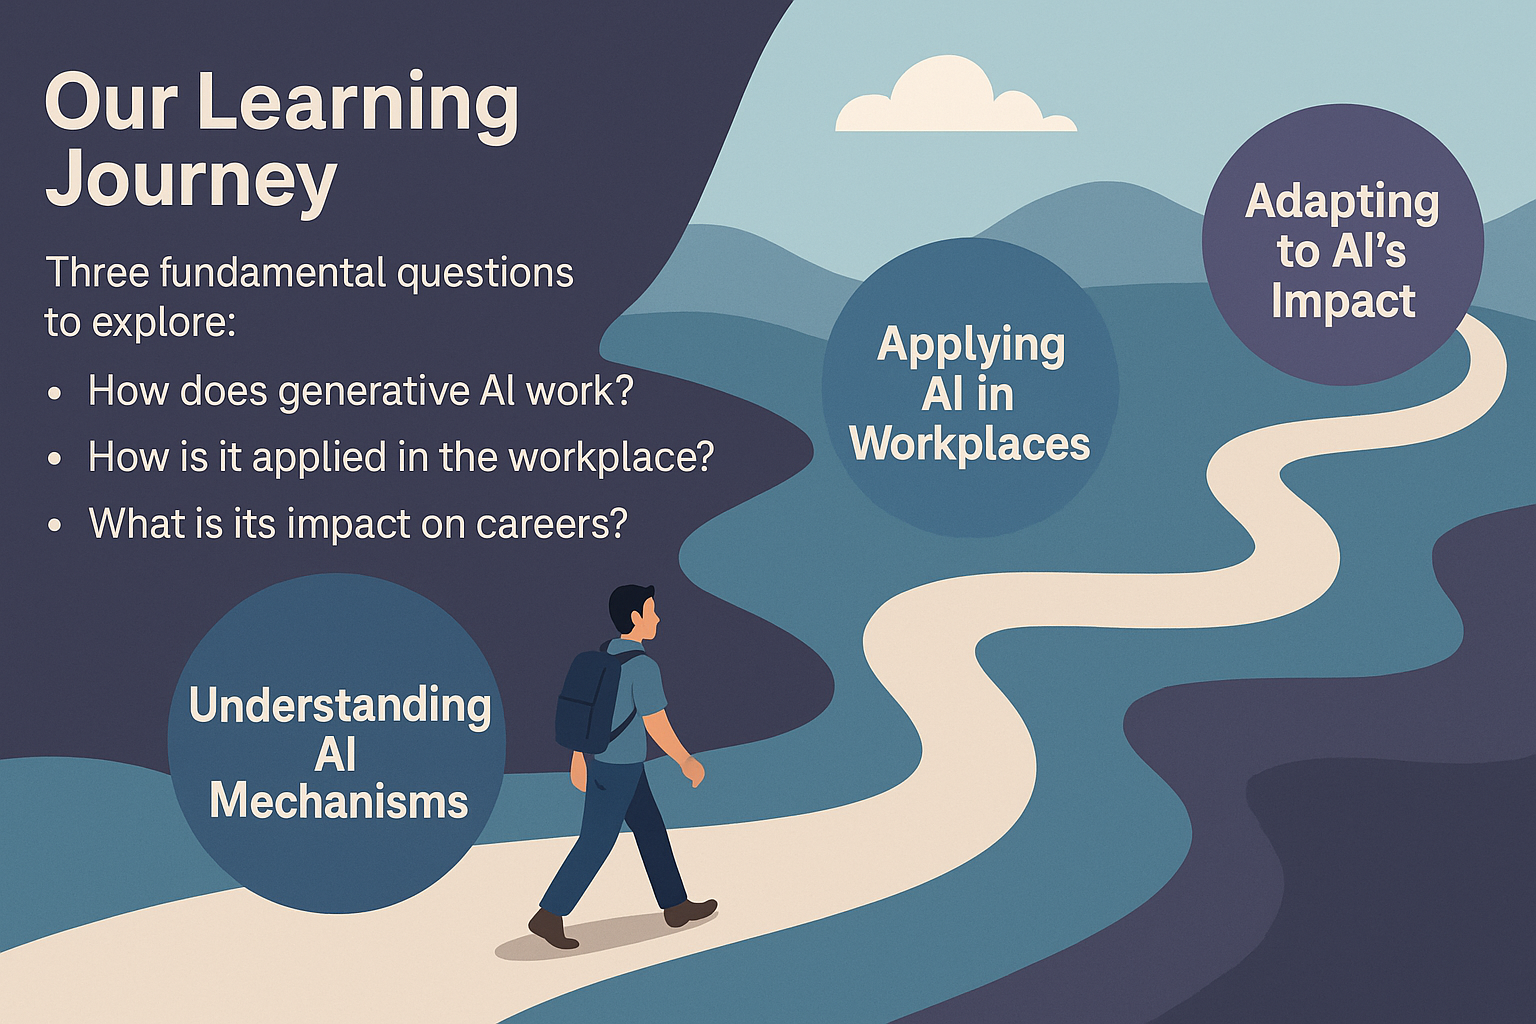 Our Learning
Journey
Three fundamental questions
to explore:
• How does generative AI work?
• How is it applied in the workplace?
• What is its impact on careers?
Understanding
AI
Mechanisms
Applying
AI in
Workplaces
Adapting
to AI’s
Impact